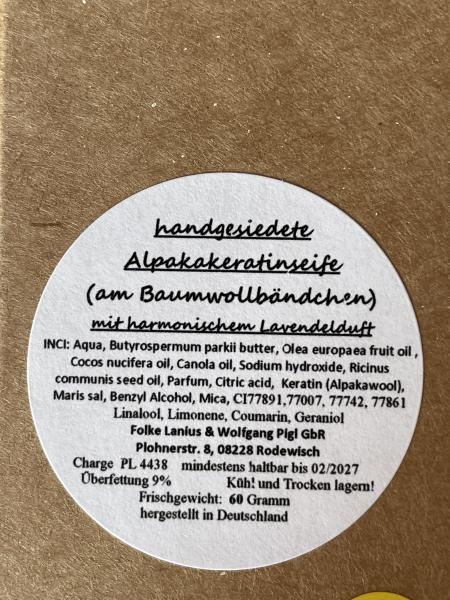 handgesiedete
Alpakakeratinseife
(am Baumwollbändchen)
mit harmonischem Lavendelduft
INCI: Aqua, Butyrospermum parkii butter, Olea europaea fruit oil ,
Cocos nucifera oil, Canola oil, Sodium hydroxide, Ricinus
communis seed oil, Parfum, Citric acid, Keratin (Alpakawool),
Maris sal, Benzyl Alcohol, Mica, CI77891,77007, 77742, 77861
Linalool, Limonene, Coumarin, Geraniol
Folke Lanius & Wolfgang Pigl GbR
Plohnerstr. 8, 08228 Rodewisch
Charge PL 4438 mindestens haltbar bis 02/2027
Überfettung 9% Kühl und Trocken lagern!
Frischgewicht: 60 Gramm
hergestellt in Deutschland